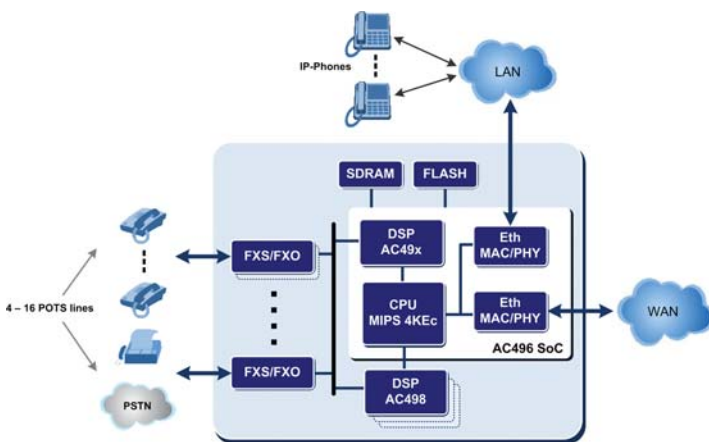 IP-Phones
LAN
SDRAM
FLASH
DSP
AC49x
Eth
MAC/PHY
FXS/FXO
4 – 16 POTS lines
CPU
MIPS 4KEc
Eth
MAC/PHY
WAN
AC496 SoC
FXS/FXO
DSP
AC498
PSTN